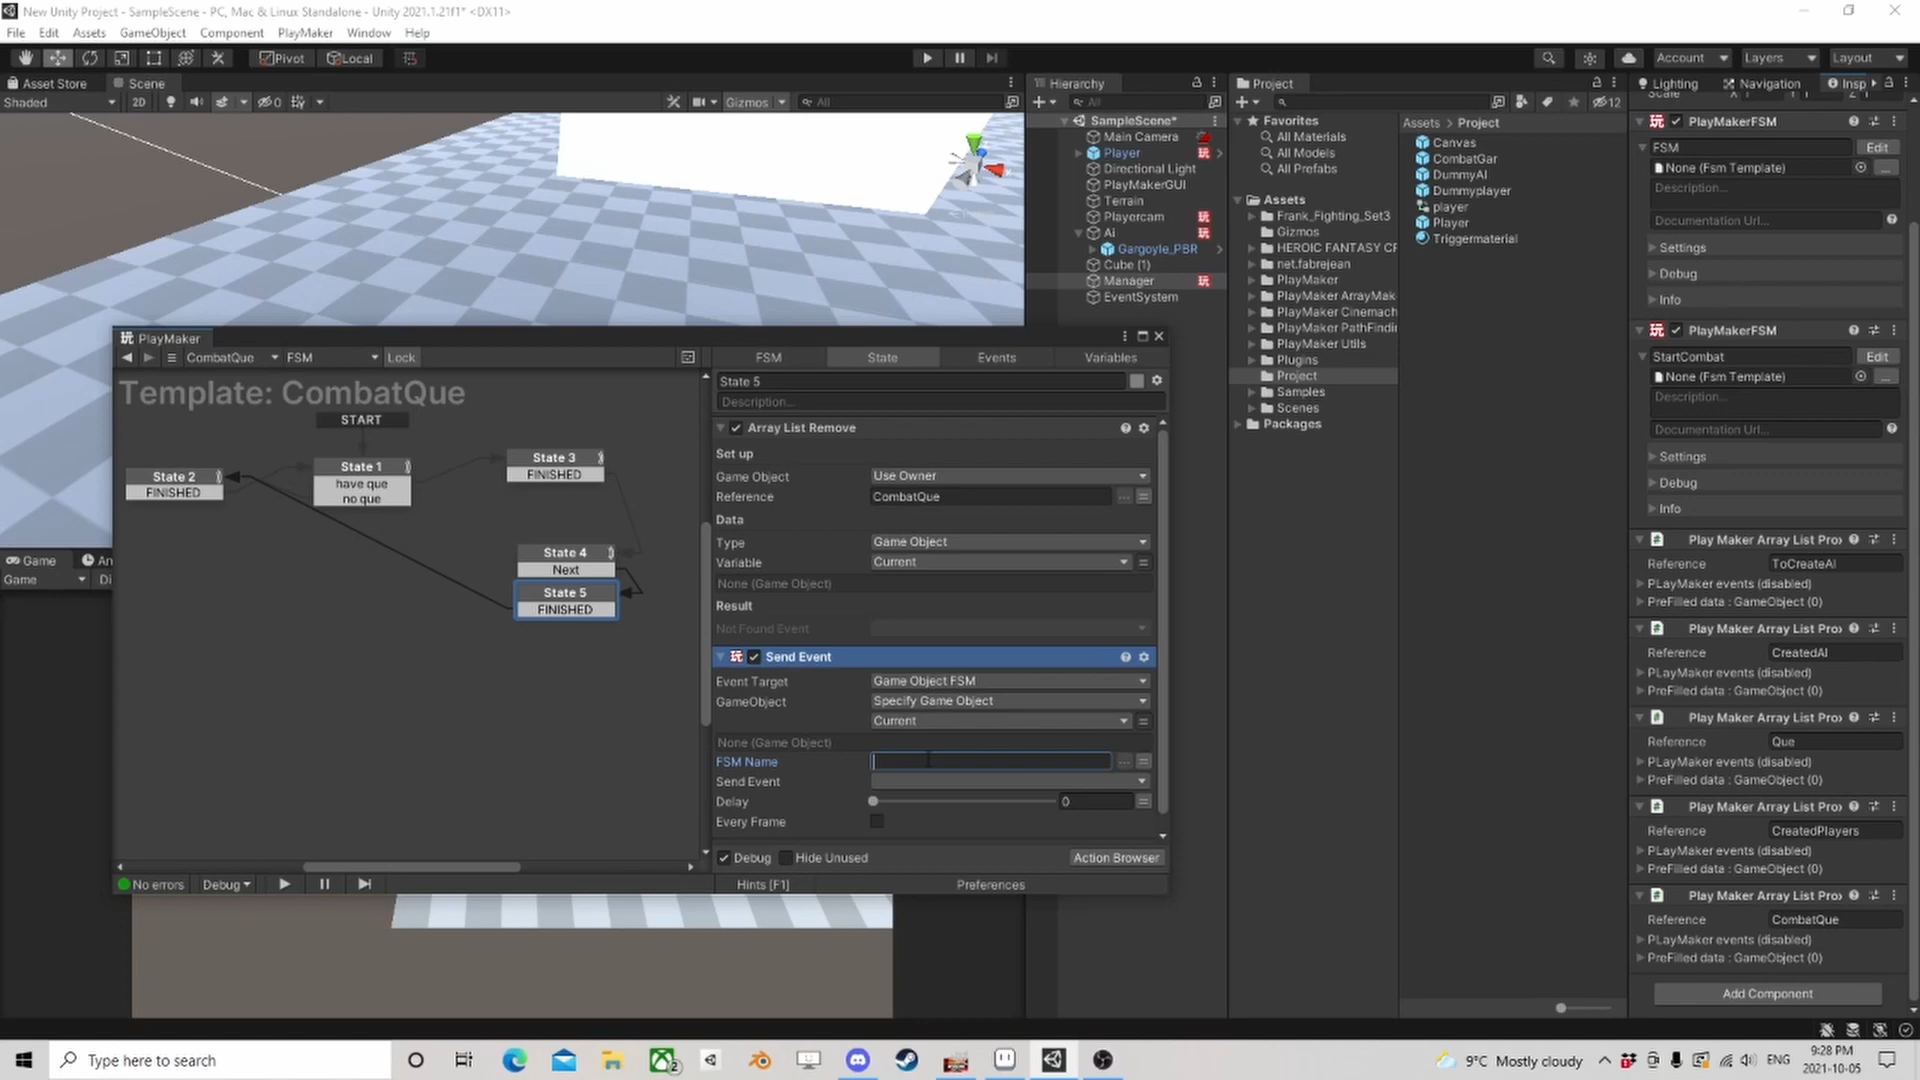 New Unity Project - SampleScene - PC, Mac & Linux Standalone - Unity 2021.1.21f1* <DX11>
File Edit Assets GameObject Component PlayMaker Window Help
Pivot Local Account Layers Layout
Asset Store Scene
Shaded 2D 0 Gizmos All
Hierarchy
All
SampleScene*
Main Camera
Player
Directional Light
PlayMakerGUI
Terrain
Playercam
Ai
Gargoyle_PBR
Cube (1)
Manager
EventSystem
Project
12
Favorites
All Materials
All Models
All Prefabs
Assets
Frank_Fighting_Set3
Gizmos
HEROIC FANTASY CF
net.fabrejean
PlayMaker
PlayMaker ArrayMak
PlayMaker Cinemach
PlayMaker PathFindi
PlayMaker Utils
Plugins
Project
Samples
Scenes
Packages
Assets > Project
Canvas
CombatGar
DummyAI
Dummyplayer
player
Player
Triggermaterial
Lighting Navigation Insp
Scale
PlayMakerFSM
FSM Edit
None (Fsm Template) ...
Description...
Documentation Url...
Settings
Debug
Info
PlayMakerFSM
StartCombat Edit
None (Fsm Template) ...
Description...
Documentation Url...
Settings
Debug
Info
Play Maker Array List Pro
Reference ToCreateAI
PLayMaker events (disabled)
PreFilled data : GameObject (0)
Play Maker Array List Pro
Reference CreatedAI
PLayMaker events (disabled)
PreFilled data : GameObject (0)
Play Maker Array List Pro
Reference Que
PLayMaker events (disabled)
PreFilled data : GameObject (0)
Play Maker Array List Pro
Reference CreatedPlayers
PLayMaker events (disabled)
PreFilled data : GameObject (0)
Play Maker Array List Pro
Reference CombatQue
PLayMaker events (disabled)
PreFilled data : GameObject (0)
Add Component
Game An
Game Di
PlayMaker
CombatQue FSM Lock
Template: CombatQue
START
State 1
have que
no que
State 2
FINISHED
State 3
FINISHED
State 4
Next
State 5
FINISHED
No errors Debug
FSM State Events Variables
State 5
Description...
Array List Remove
Set up
Game Object Use Owner
Reference CombatQue
Data
Type Game Object
Variable Current
None (Game Object)
Result
Not Found Event
Send Event
Event Target Game Object FSM
GameObject Specify Game Object
Current
None (Game Object)
FSM Name
Send Event
Delay 0
Every Frame
Debug Hide Unused Action Browser
Hints [F1] Preferences
Type here to search
2
9°C Mostly cloudy ENG
9:28 PM
2021-10-05